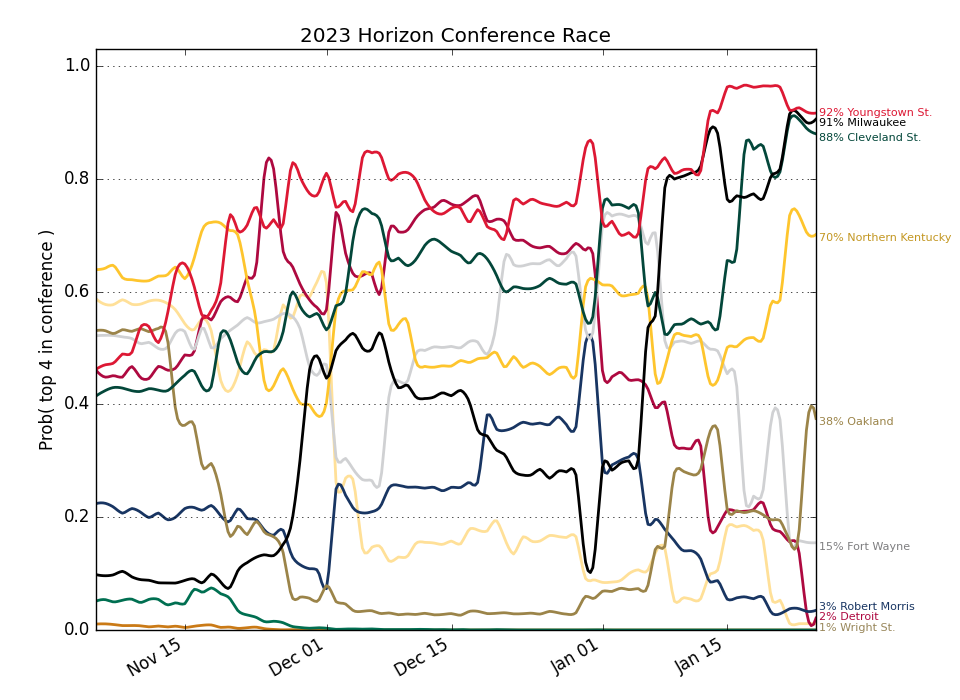 2023 Horizon Conference Race
Prob( top 4 in conference )
1.0
0.8
0.6
0.4
0.2
0.0
Nov 15
Dec 01
Dec 15
Jan 01
Jan 15
92% Youngstown St.
91% Milwaukee
88% Cleveland St.
70% Northern Kentucky
38% Oakland
15% Fort Wayne
3% Robert Morris
2% Detroit
1% Wright St.